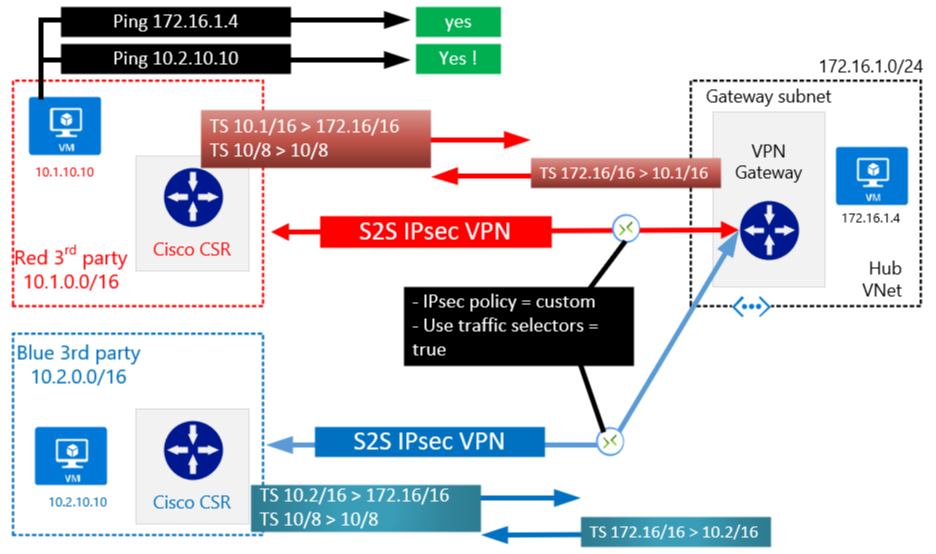 Ping 172.16.1.4
yes
Ping 10.2.10.10
Yes !
172.16.1.0/24
Gateway subnet
VM
10.1.10.10
TS 10.1/16 > 172.16/16
TS 10/8 > 10/8
TS 172.16/16 > 10.1/16
VPN
Gateway
VM
172.16.1.4
Cisco CSR
S2S IPsec VPN
Red 3rd party
10.1.0.0/16
Hub
VNet
- IPsec policy = custom
- Use traffic selectors =
true
Blue 3rd party
10.2.0.0/16
VM
10.2.10.10
Cisco CSR
S2S IPsec VPN
TS 10.2/16 > 172.16/16
TS 10/8 > 10/8
TS 172.16/16 > 10.2/16